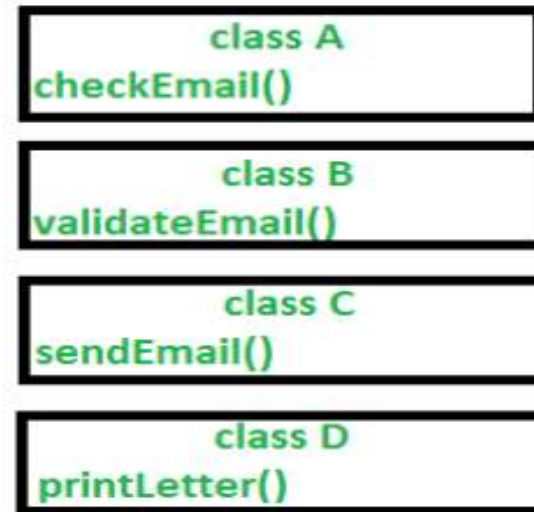 class A
checkEmail()
class B
validateEmail()
class C
sendEmail()
class D
printLetter()